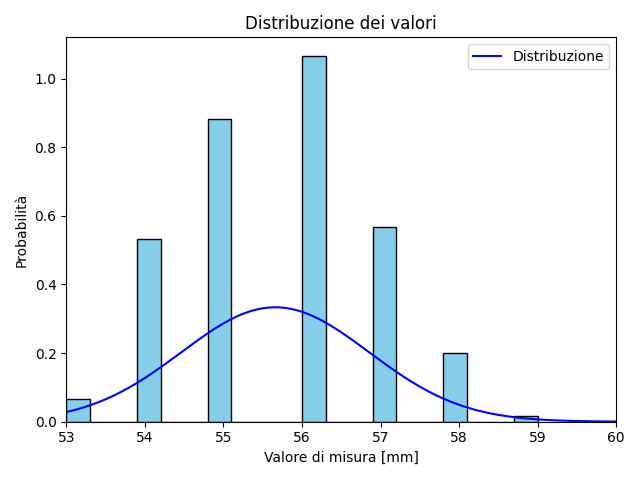 Distribuzione dei valori
Distribuzione
Probabilità
1.0
0.8
0.6
0.4
0.2
0.0
53 54 55 56 57 58 59 60
Valore di misura [mm]